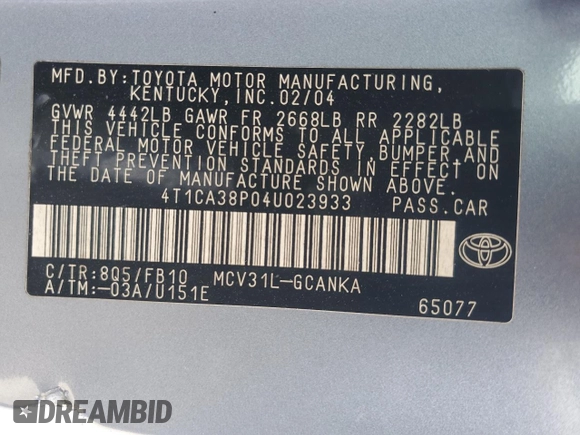 MFD.BY:TOYOTA MOTOR MANUFACTURING,
KENTUCKY, INC. 02/04
GVWR 4442LB GAWR FR 2668LB RR 2282LB
THIS VEHICLE CONFORMS TO ALL APPLICABLE
FEDERAL MOTOR VEHICLE SAFETY, BUMPER, AND
THEFT PREVENTION STANDARDS IN EFFECT ON
THE DATE OF MANUFACTURE SHOWN ABOVE.
4T1CA38P04U023933 PASS.CAR
C/TR:8Q5/FB10 MCV31L-GCANKA
A/TM:-03A/U151E
65077
DREAMBID